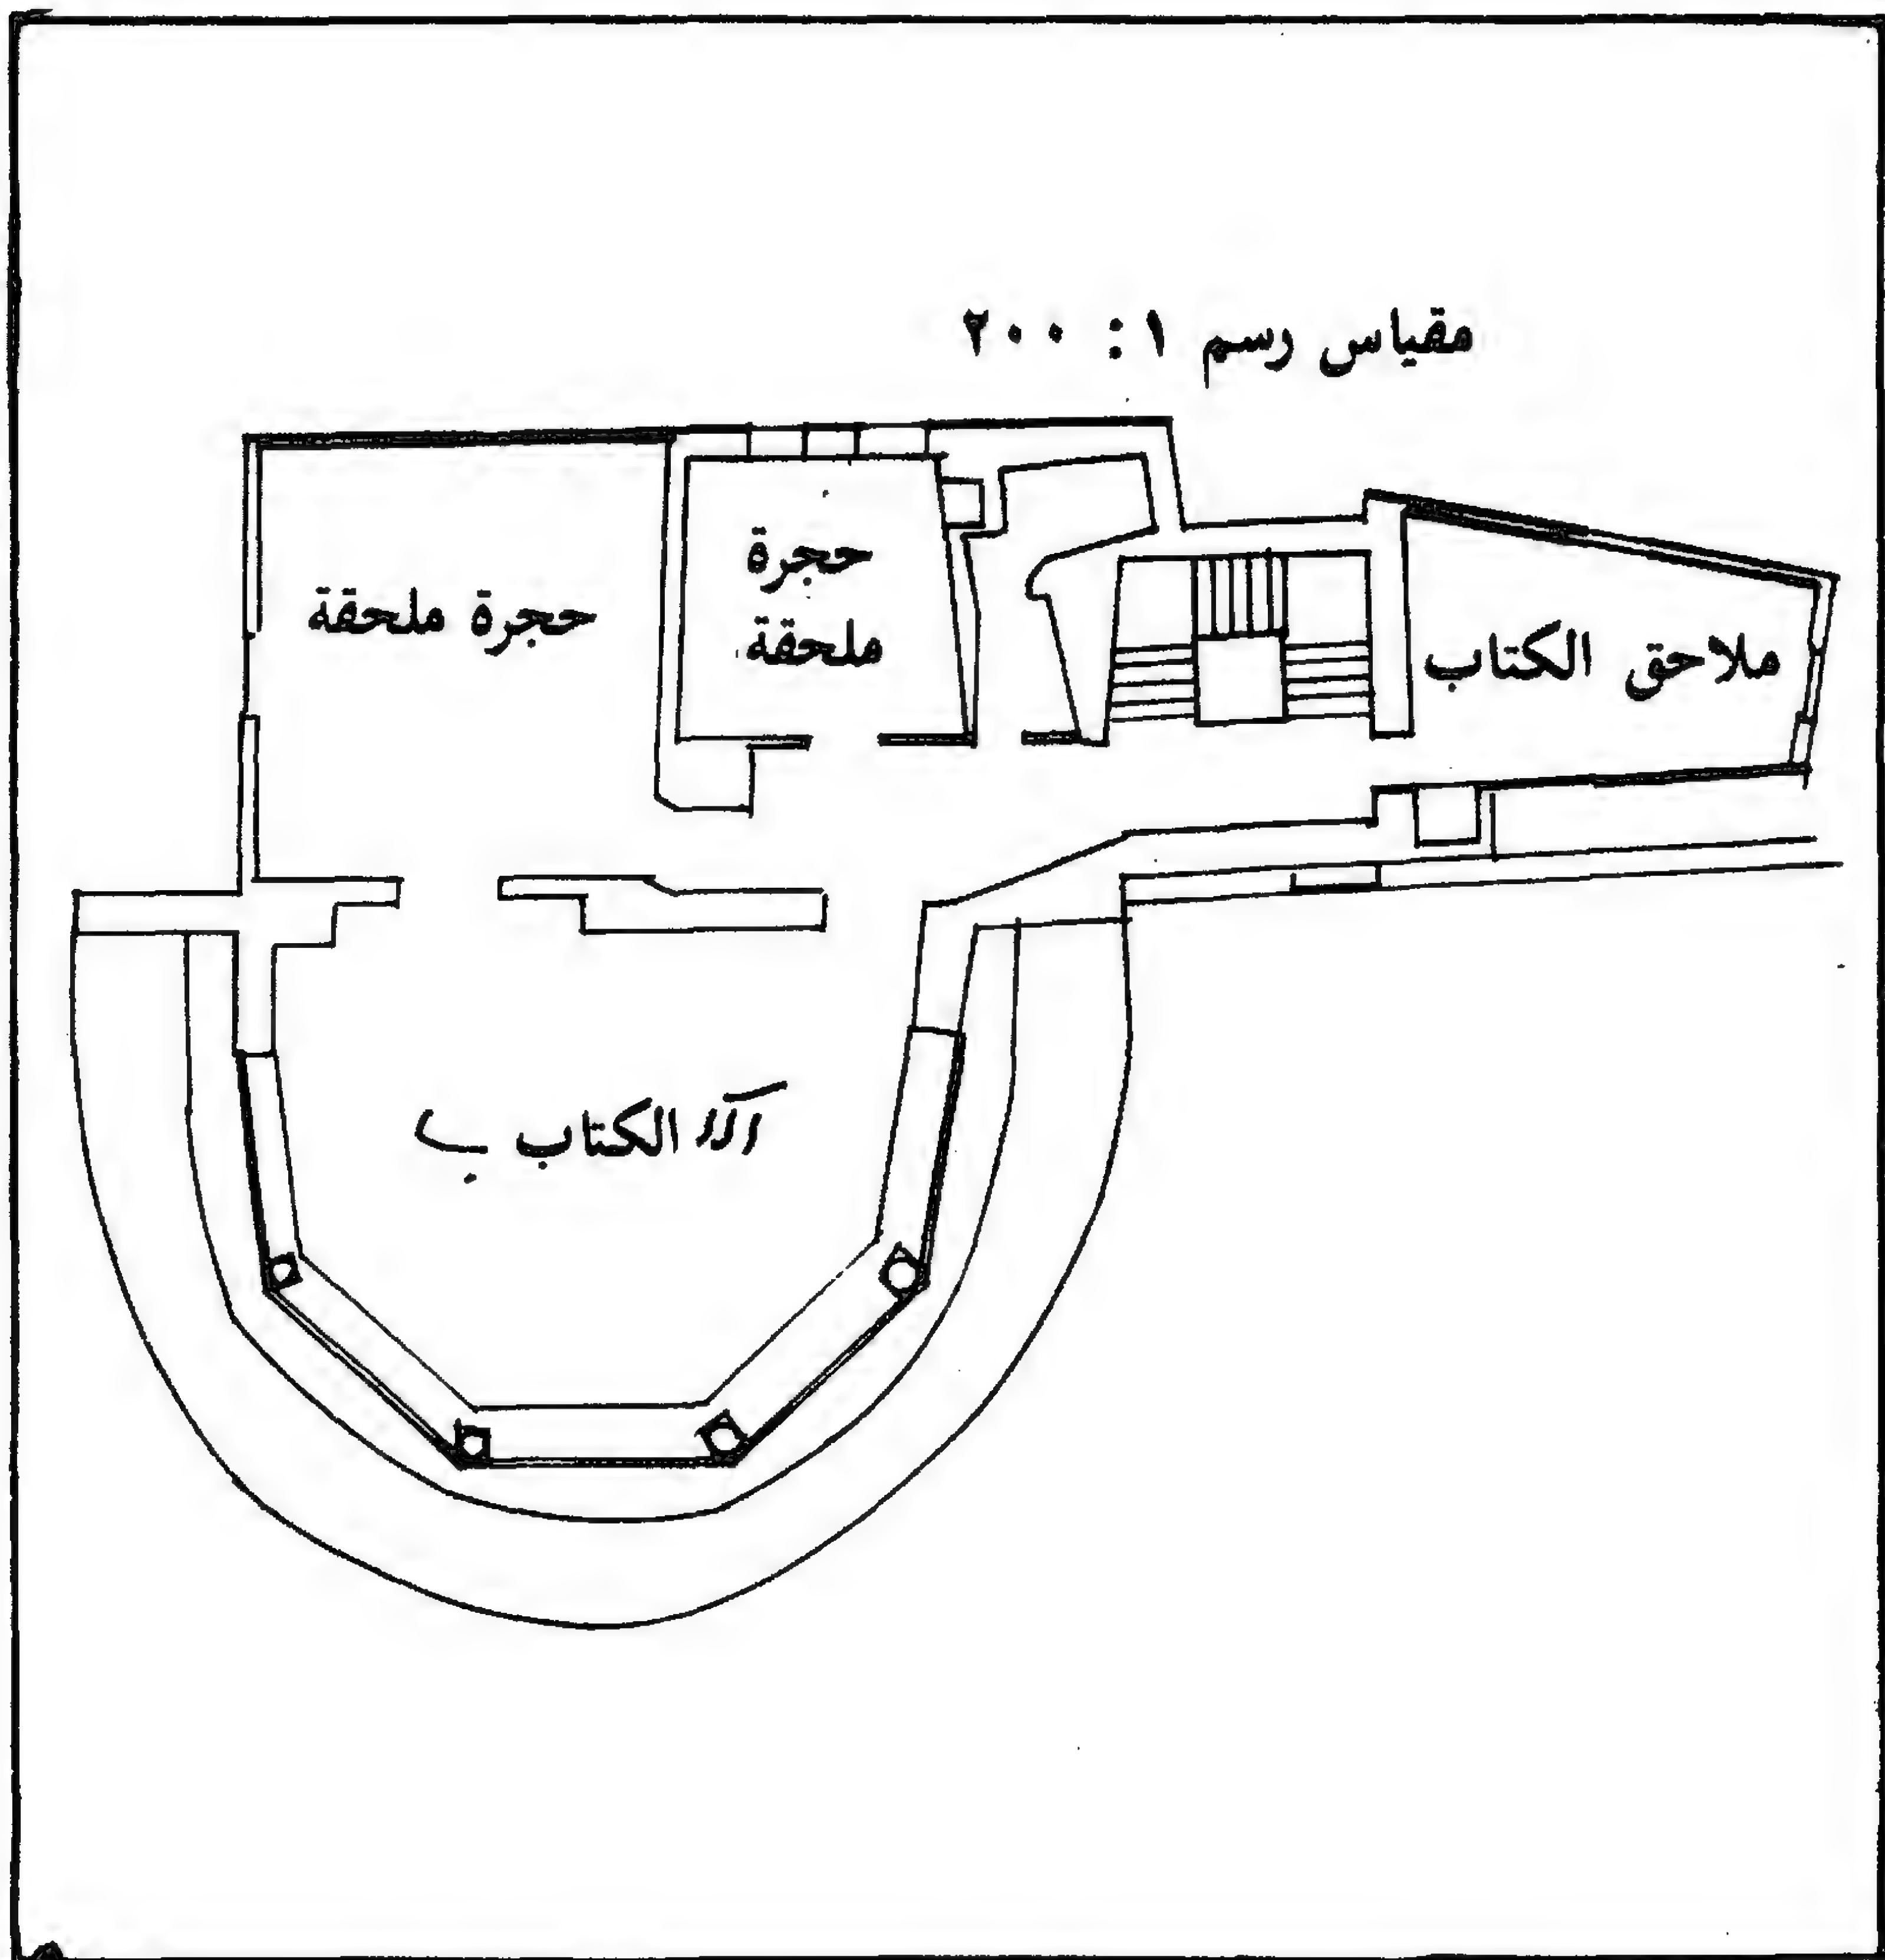 مقياس رسم ١ : ٢٠٠
حجرة ملحقة
حجرة
ملحقة
ملاحق الكتاب
الكتاب